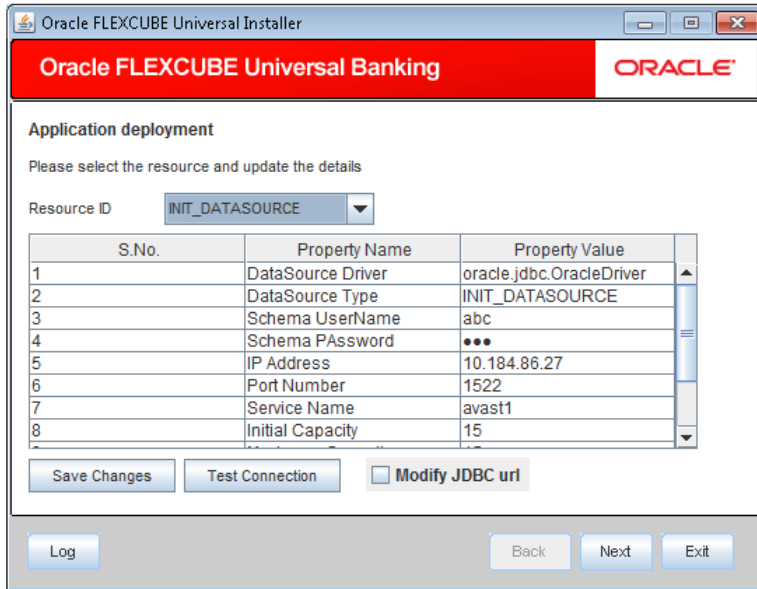 Oracle FLEXCUBE Universal Installer
Oracle FLEXCUBE Universal Banking
ORACLE
Application deployment
Please select the resource and update the details
Resource ID INIT_DATASOURCE
S.No. Property Name Property Value
1 DataSource Driver oracle.jdbc.OracleDriver
2 DataSource Type INIT_DATASOURCE
3 Schema UserName abc
4 Schema PAssword ●●●
5 IP Address 10.184.86.27
6 Port Number 1522
7 Service Name avast1
8 Initial Capacity 15
Save Changes Test Connection Modify JDBC url
Log Back Next Exit